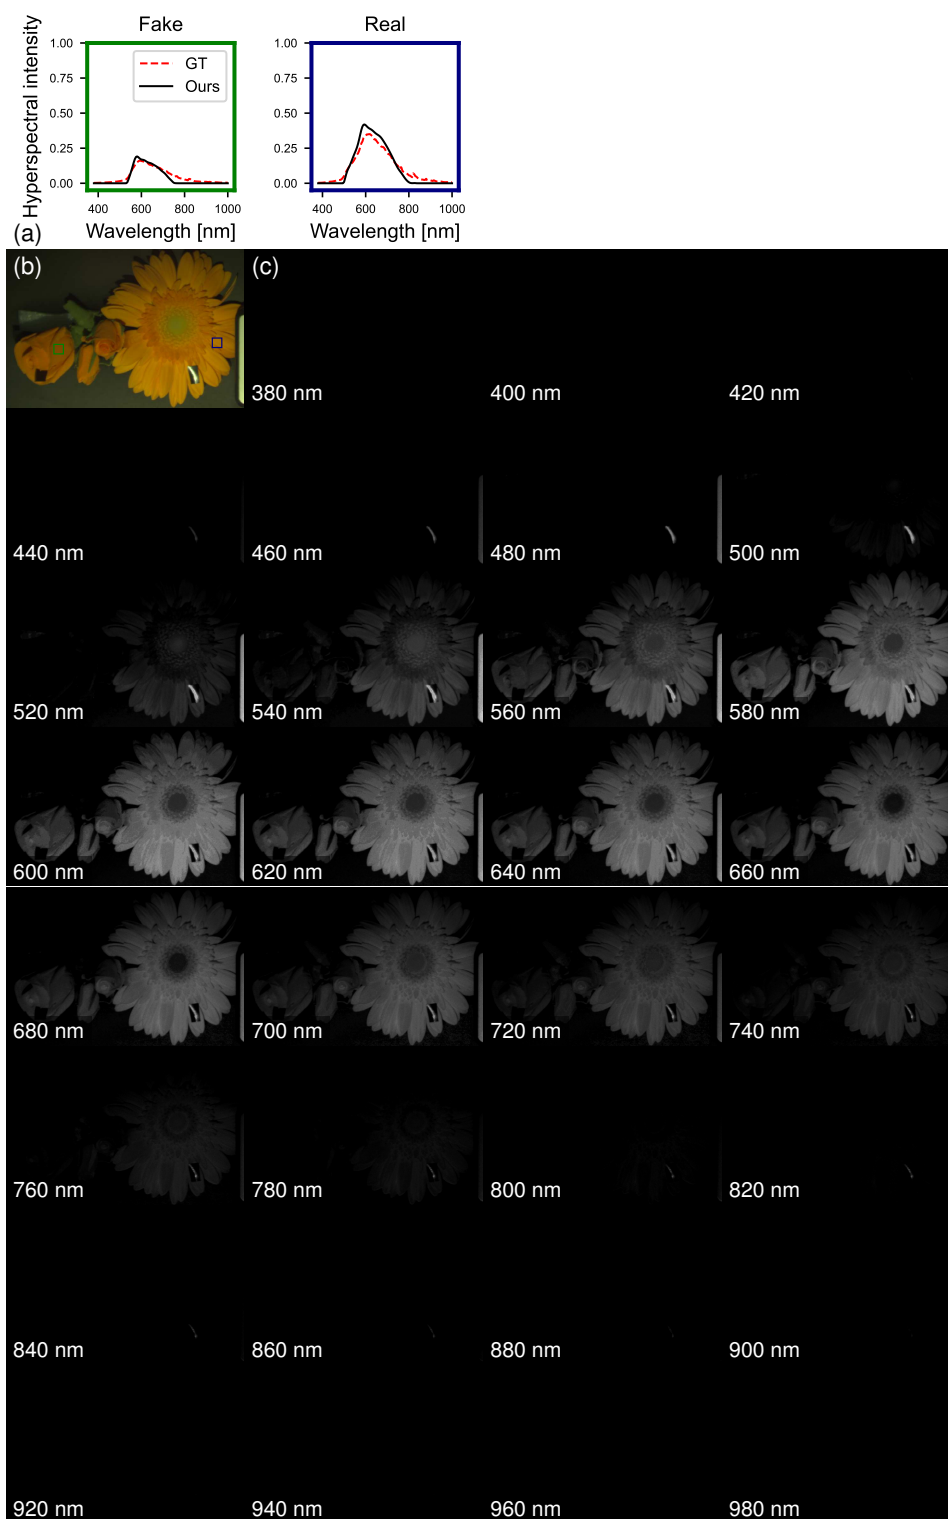 Fake
Real
Hyperspectral intensity
1.00
0.75
0.50
0.25
0.00
GT
Ours
400 600 800 1000
Wavelength [nm]
1.00
0.75
0.50
0.25
0.00
400 600 800 1000
Wavelength [nm]
(a)
(b)
(c)
380 nm
400 nm
420 nm
440 nm
460 nm
480 nm
500 nm
520 nm
540 nm
560 nm
580 nm
600 nm
620 nm
640 nm
660 nm
680 nm
700 nm
720 nm
740 nm
760 nm
780 nm
800 nm
820 nm
840 nm
860 nm
880 nm
900 nm
920 nm
940 nm
960 nm
980 nm